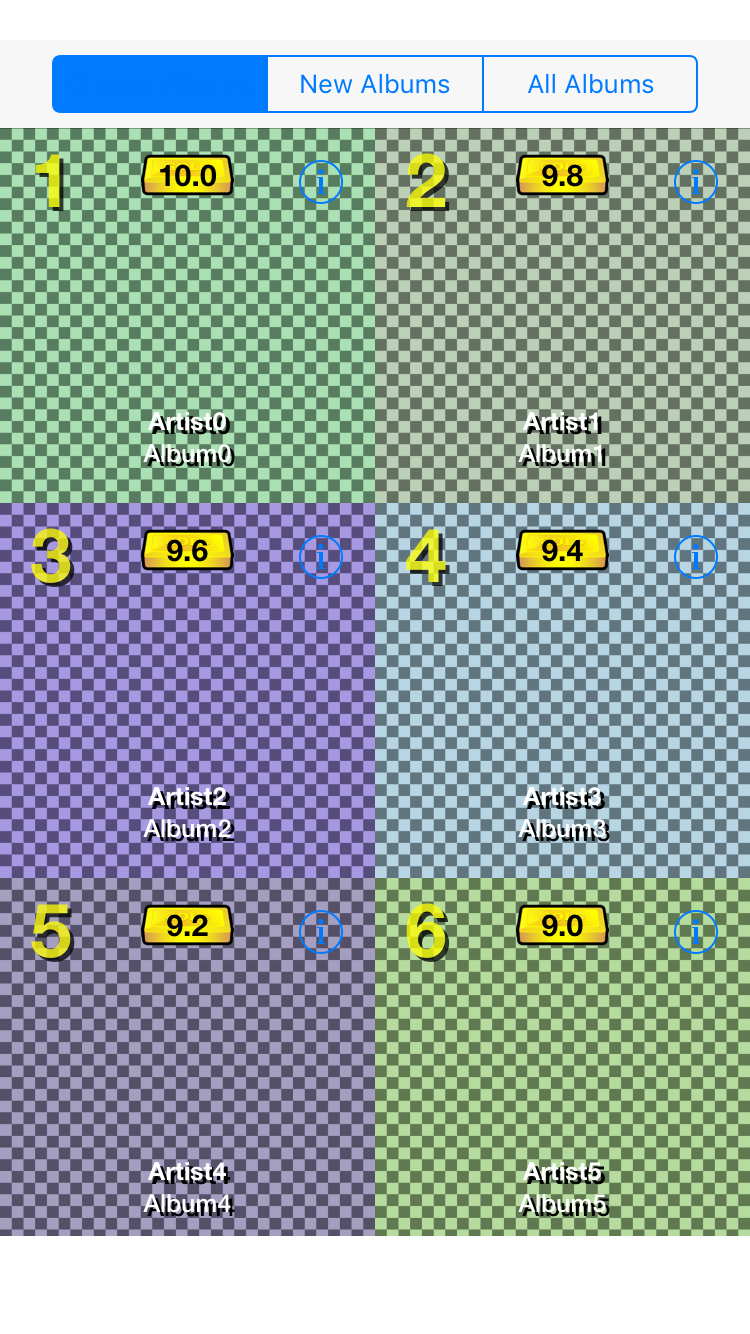 New Albums
All Albums
1
10.0
i
2
9.8
i
Artist0
Album0
Artist1
Album1
3
9.6
i
4
9.4
i
Artist2
Album2
Artist3
Album3
5
9.2
i
6
9.0
i
Artist4
Album4
Artist5
Album5